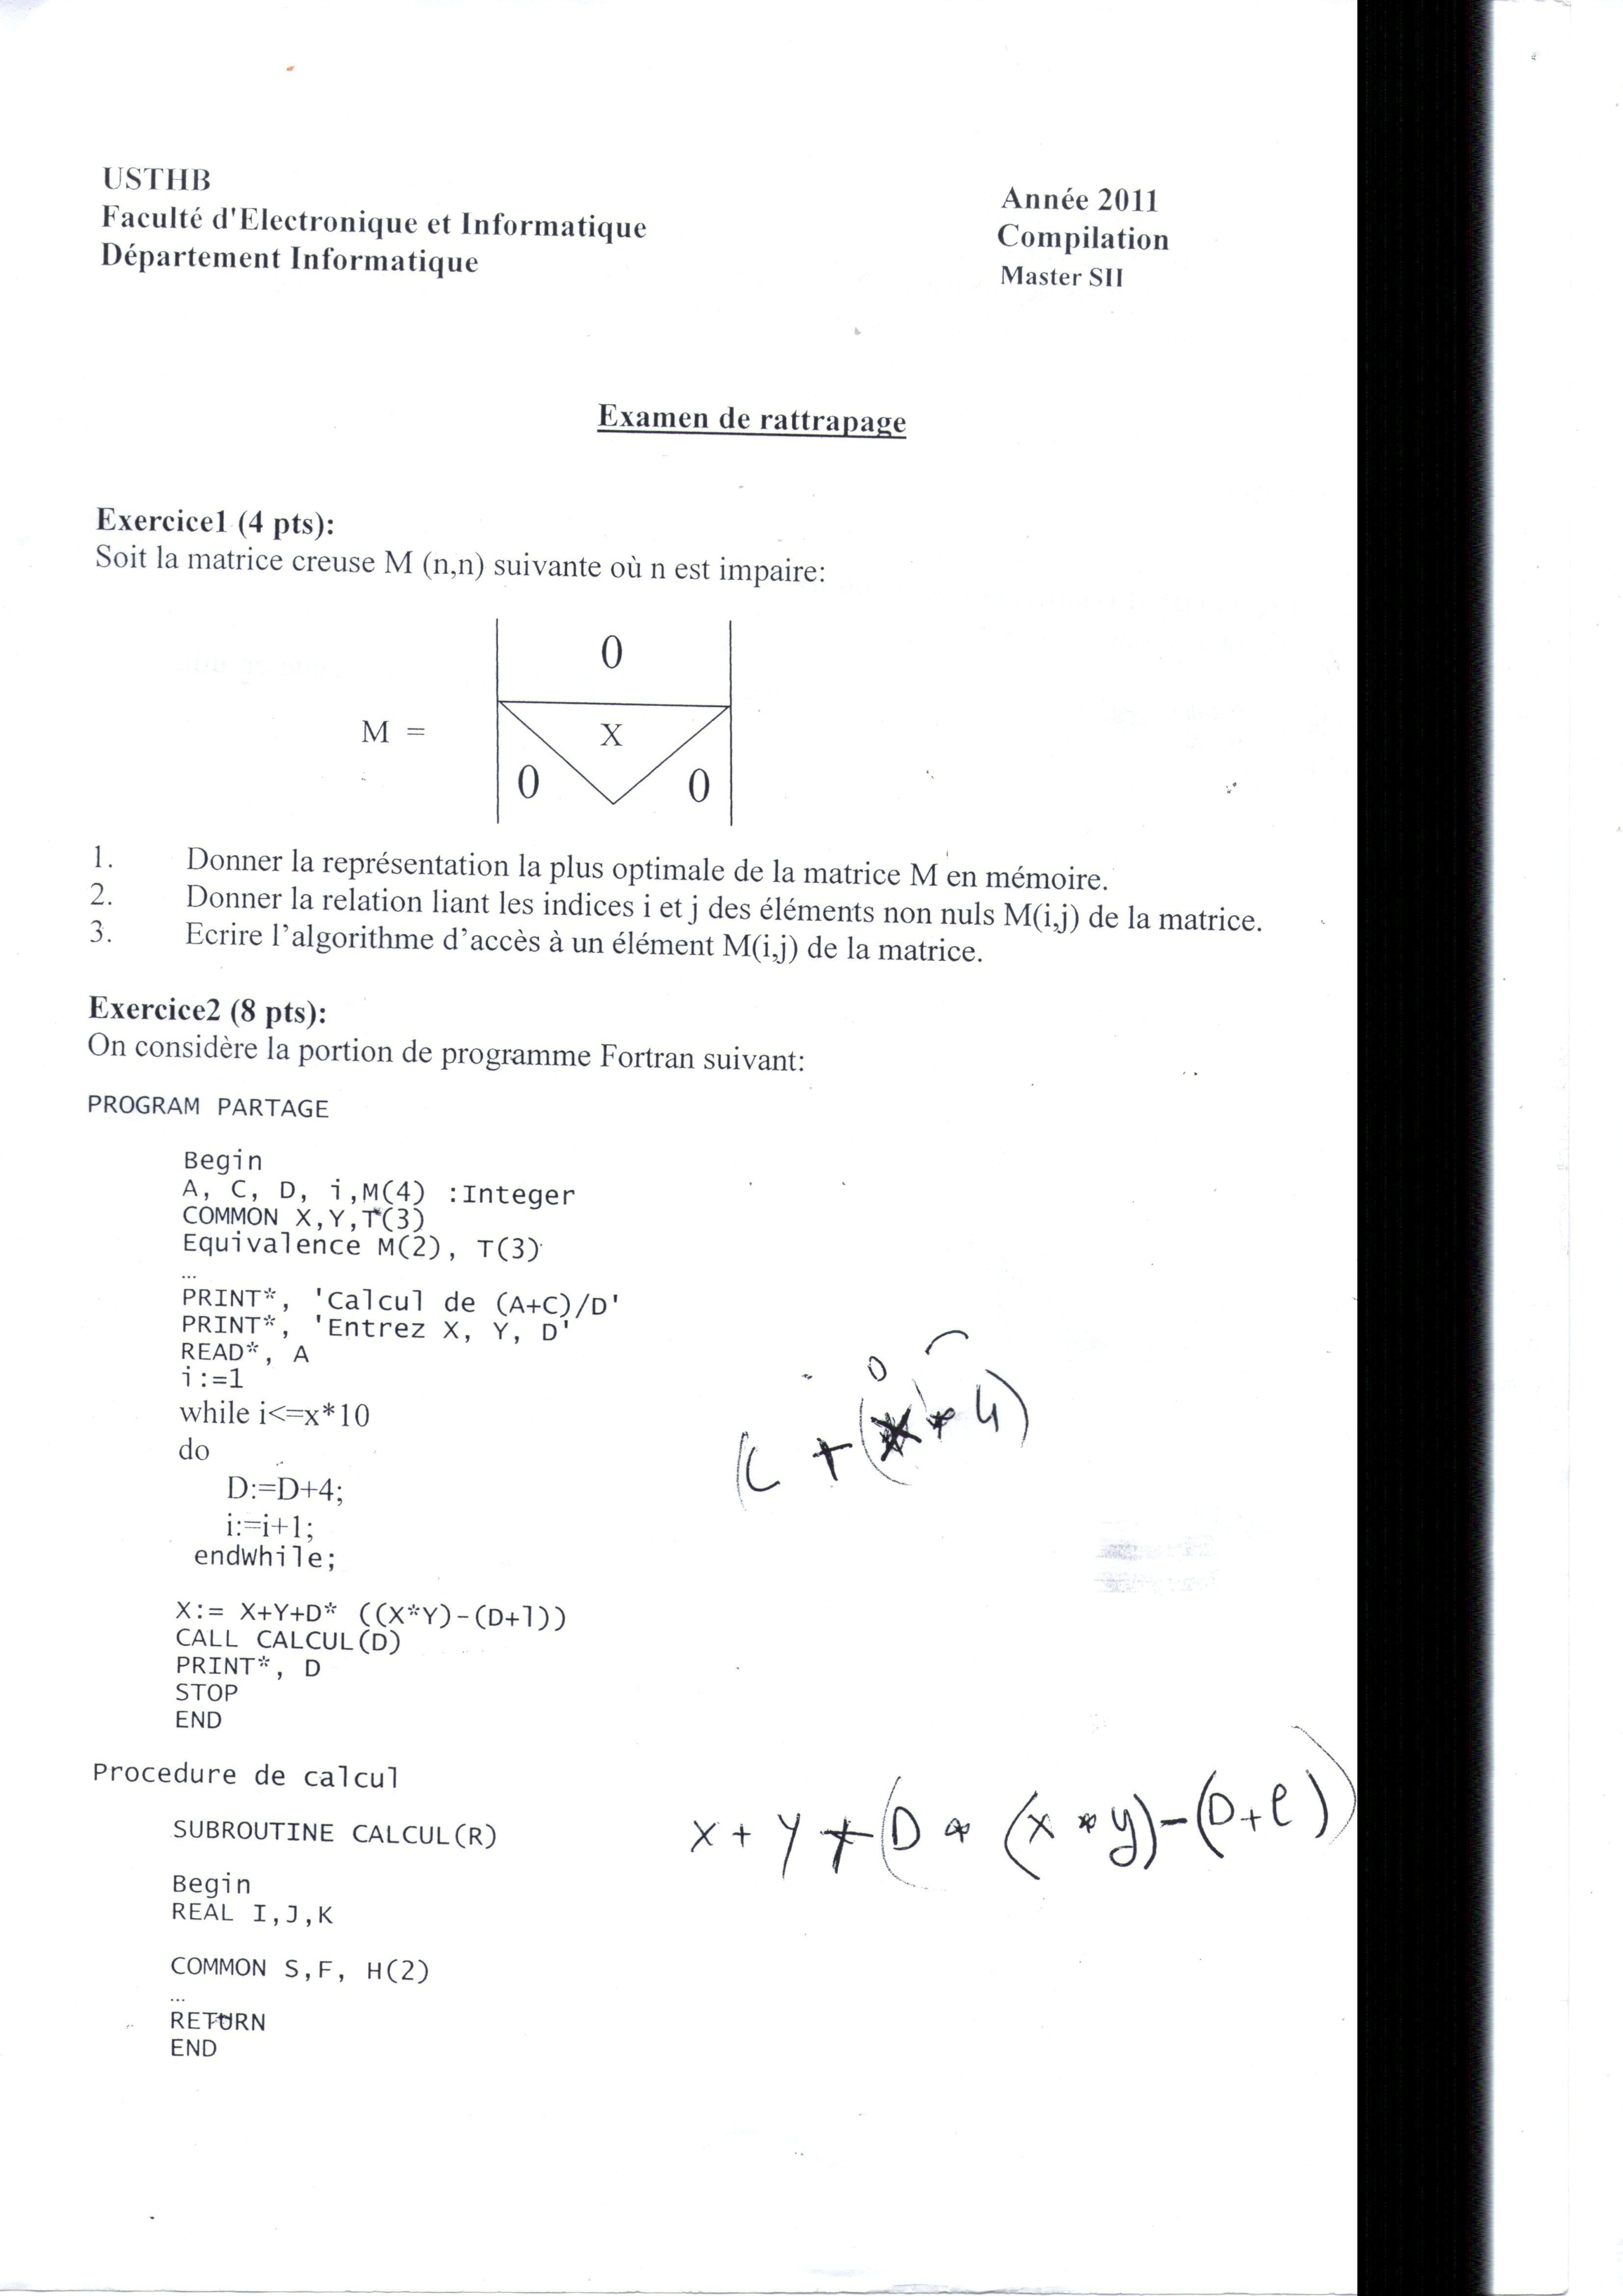 USTHB
Faculté d'Electronique et Informatique
Département Informatique
Année 2011
Compilation
Master SII
Examen de rattrapage
Exercice1 (4 pts):
Soit la matrice creuse M (n,n) suivante où n est impaire:
0
M =
X
0
0
1. Donner la représentation la plus optimale de la matrice M en mémoire.
2. Donner la relation liant les indices i et j des éléments non nuls M(i,j) de la matrice.
3. Ecrire l'algorithme d'accès à un élément M(i,j) de la matrice.
Exercice2 (8 pts):
On considère la portion de programme Fortran suivant:
PROGRAM PARTAGE
Begin
A, C, D, i,M(4) :Integer
COMMON X,Y,T(3)
Equivalence M(2), T(3)
...
PRINT*, 'Calcul de (A+C)/D'
PRINT*, 'Entrez X, Y, D'
READ*, A
i:=1
while i<=x*10
do
D:=D+4;
i:=i+1;
endwhile;
X:= X+Y+D* ((X*Y)-(D+l))
CALL CALCUL(D)
PRINT*, D
STOP
END
Procedure de calcul
SUBROUTINE CALCUL(R)
X + Y + (D * (X * Y) - (D + l))
Begin
REAL I,J,K
COMMON S,F, H(2)
...
RETURN
END